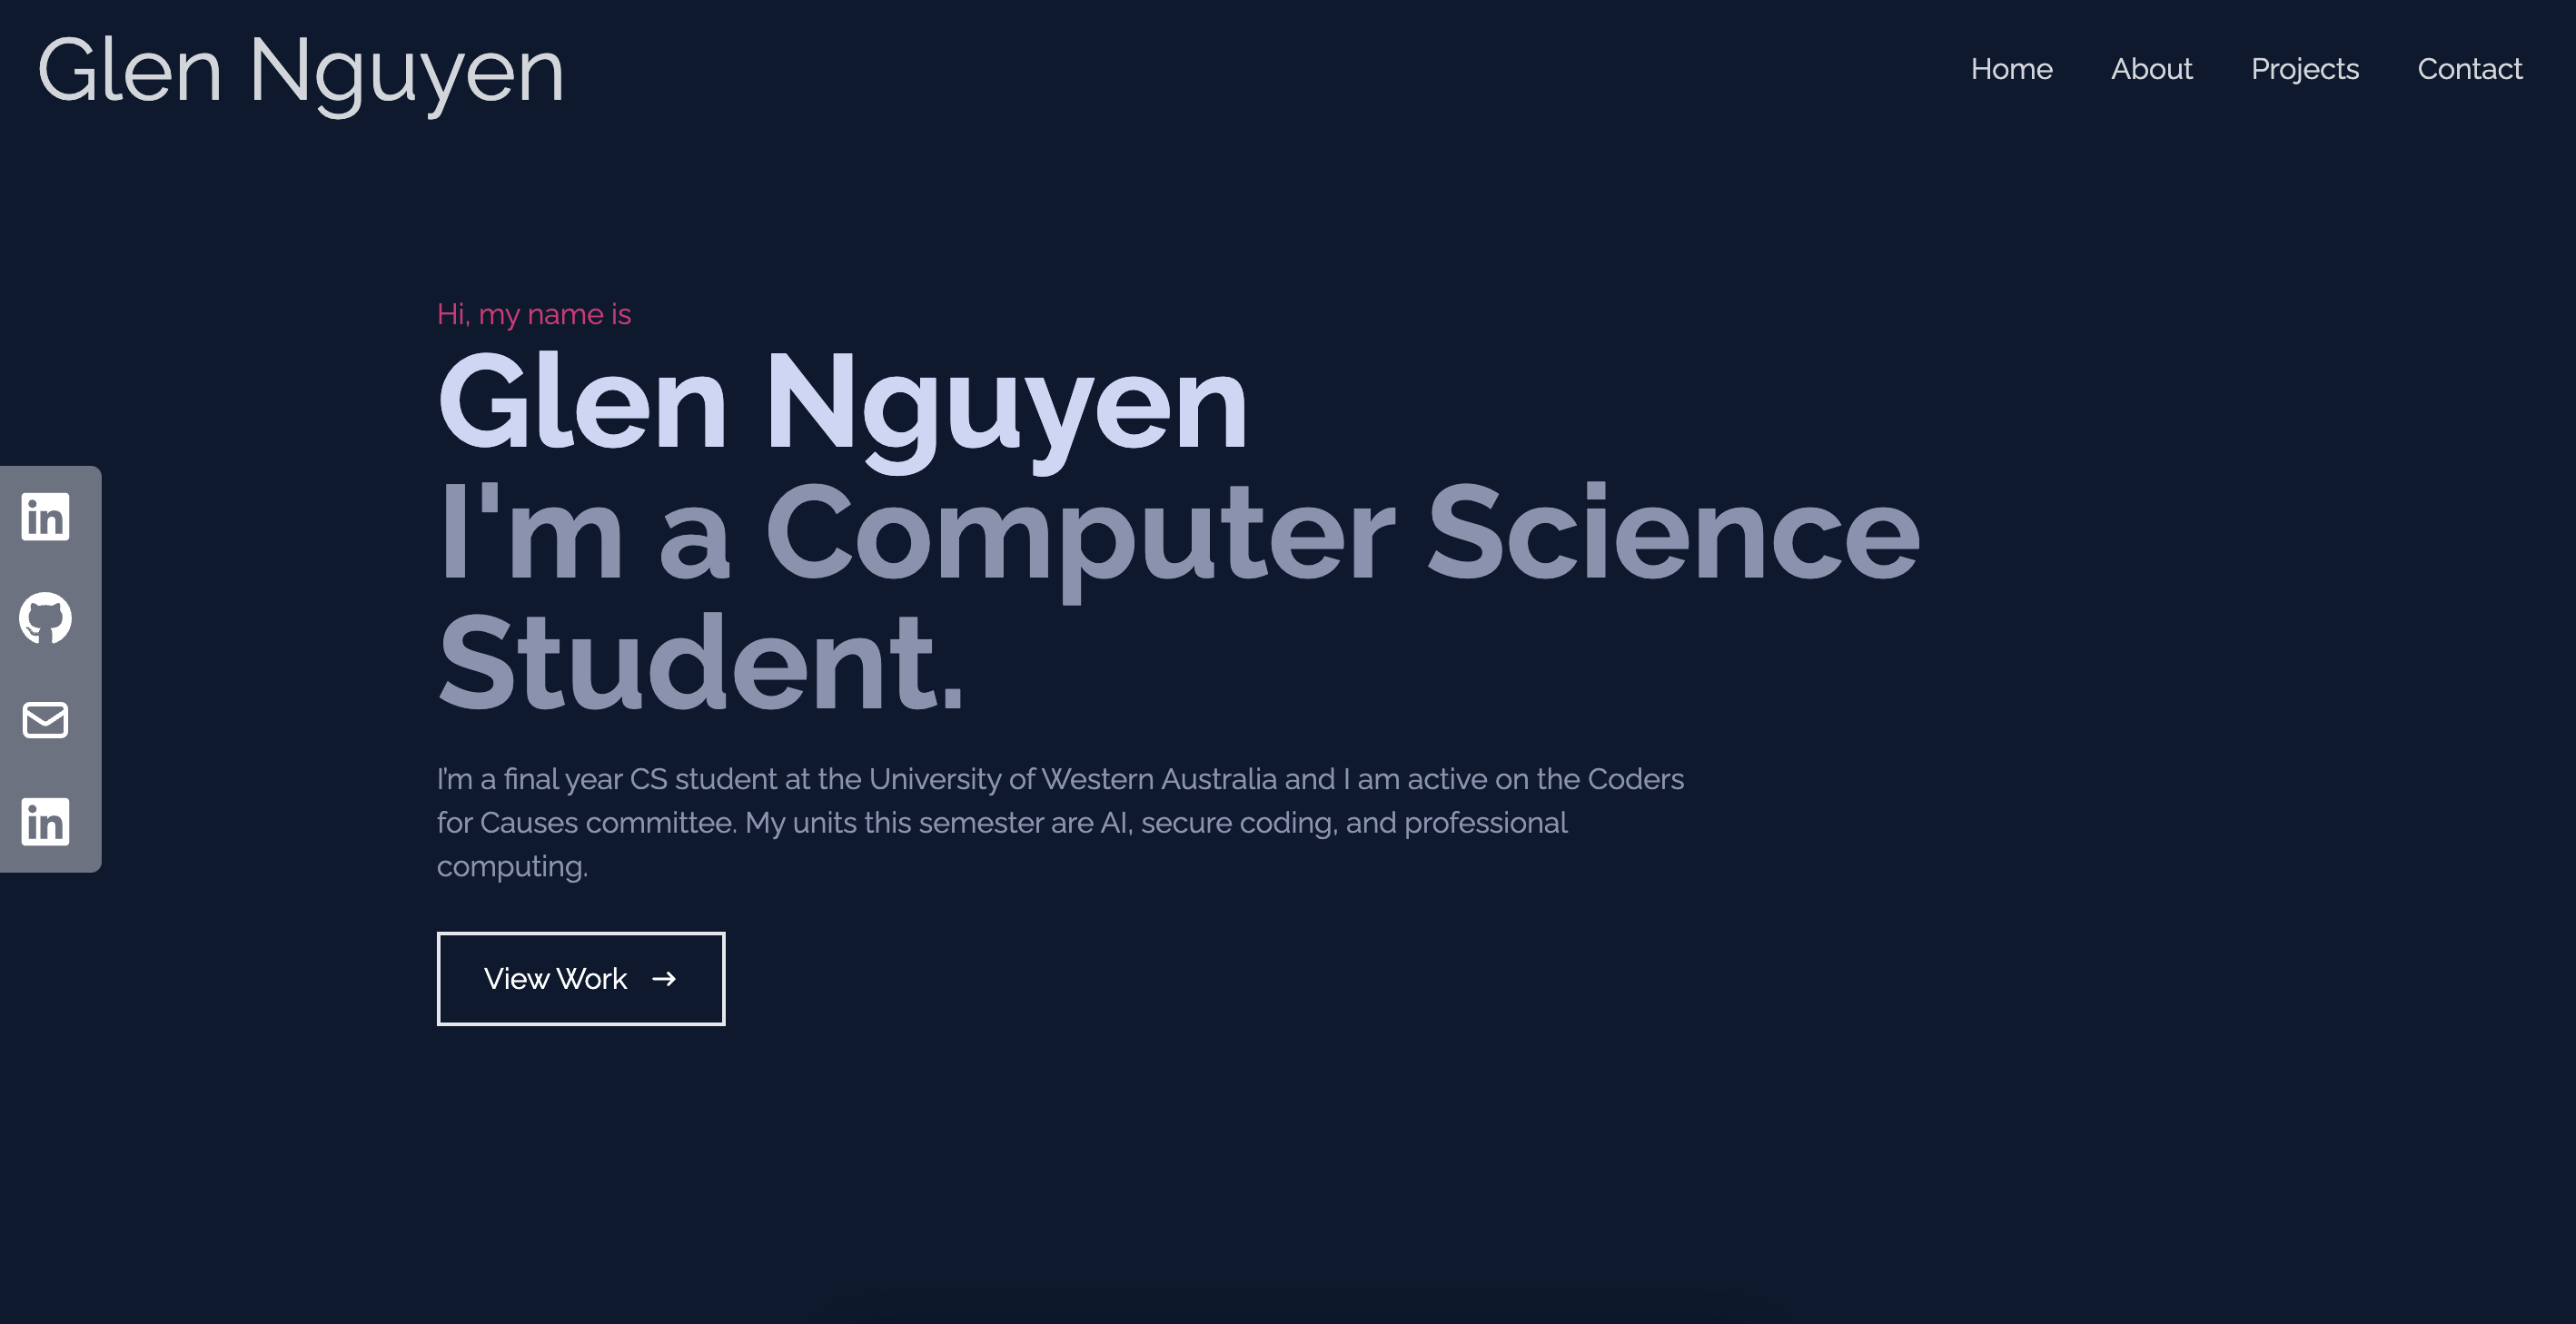 Glen Nguyen
Home About Projects Contact
Hi, my name is
Glen Nguyen
I'm a Computer Science
Student.
in
I'm a final year CS student at the University of Western Australia and I am active on the Coders
for Causes committee. My units this semester are AI, secure coding, and professional
computing.
in
View Work →